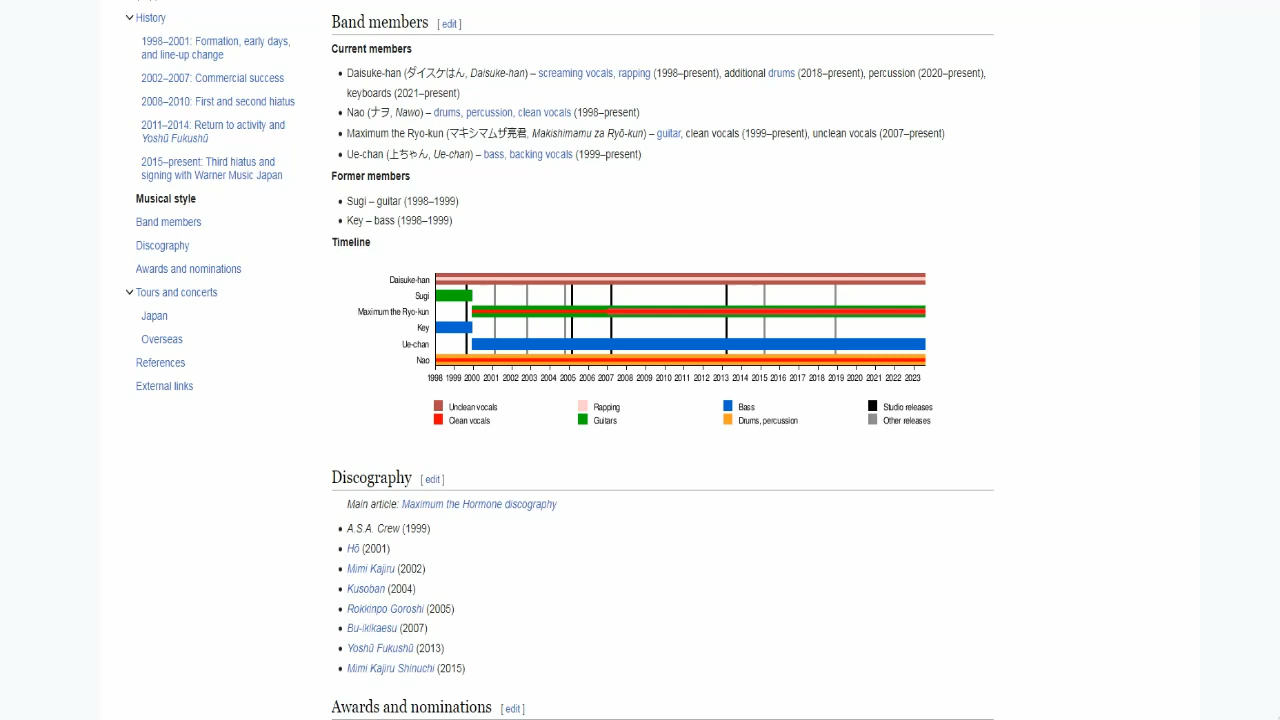 History
1998–2001: Formation, early days,
and line-up change
2002–2007: Commercial success
2008–2010: First and second hiatus
2011–2014: Return to activity and
Yoshū Fukushū
2015–present: Third hiatus and
signing with Warner Music Japan
Musical style
Band members
Discography
Awards and nominations
Tours and concerts
Japan
Overseas
References
External links
Band members [ edit ]
Current members
• Daisuke-han (ダイスケはん, Daisuke-han) – screaming vocals, rapping (1998–present), additional drums (2018–present), percussion (2020–present),
keyboards (2021–present)
• Nao (ナヲ, Nawo) – drums, percussion, clean vocals (1998–present)
• Maximum the Ryo-kun (マキシマムザ亮君, Makishimamu za Ryō-kun) – guitar, clean vocals (1999–present), unclean vocals (2007–present)
• Ue-chan (上ちゃん, Ue-chan) – bass, backing vocals (1999–present)
Former members
• Sugi – guitar (1998–1999)
• Key – bass (1998–1999)
Timeline
Daisuke-han
Sugi
Maximum the Ryo-kun
Key
Ue-chan
Nao
1998 1999 2000 2001 2002 2003 2004 2005 2006 2007 2008 2009 2010 2011 2012 2013 2014 2015 2016 2017 2018 2019 2020 2021 2022 2023
Unclean vocals Rapping Bass Studio releases
Clean vocals Guitars Drums, percussion Other releases
Discography [ edit ]
Main article: Maximum the Hormone discography
• A.S.A. Crew (1999)
• Hō (2001)
• Mimi Kajiru (2002)
• Kusoban (2004)
• Rokkinpo Goroshi (2005)
• Bu-ikikaesu (2007)
• Yoshū Fukushū (2013)
• Mimi Kajiru Shinuchi (2015)
Awards and nominations [ edit ]